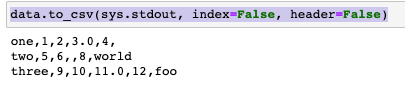 data.to_csv(sys.stdout, index=False, header=False)
one,1,2,3.0,4,
two,5,6,,8,world
three,9,10,11.0,12,foo